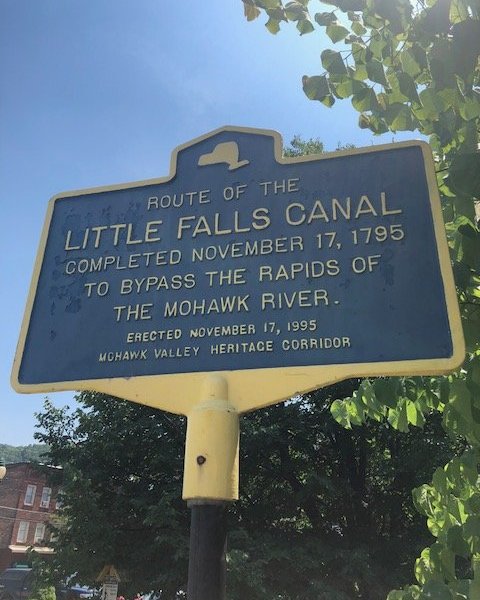 ROUTE OF THE
LITTLE FALLS CANAL
COMPLETED NOVEMBER 17, 1795
TO BYPASS THE RAPIDS OF
THE MOHAWK RIVER.
ERECTED NOVEMBER 17, 1995
MOHAWK VALLEY HERITAGE CORRIDOR